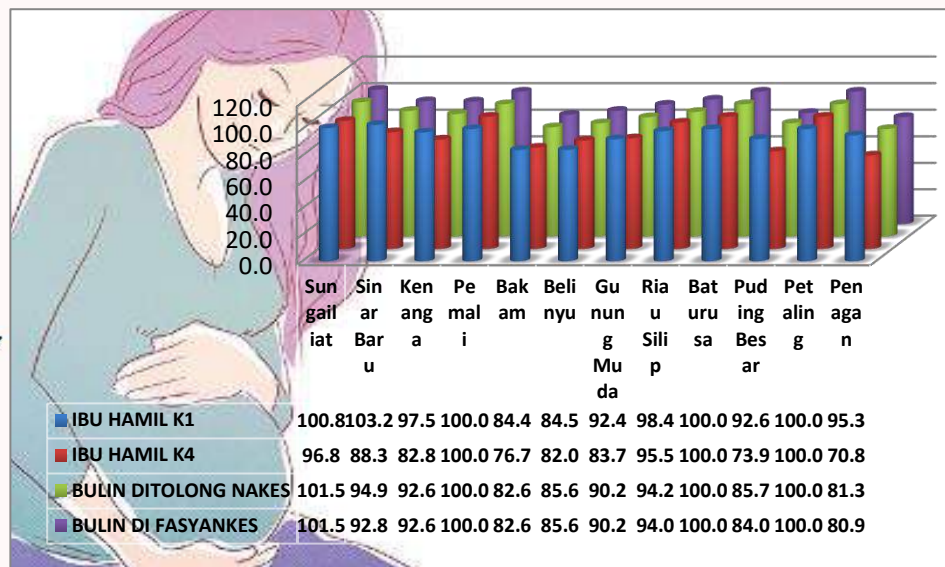 120.0
100.0
80.0
60.0
40.0
20.0
0.0
Sun Sin Ken Pe Bak Beli Gu Ria Bat Pud Pet Pen
gail ar ang mal am nyu nun u uru ing alin aga
iat Bar a i g Sili sa Bes g n
u Mu p ar
da
IBU HAMIL K1 100.8 103.2 97.5 100.0 84.4 84.5 92.4 98.4 100.0 92.6 100.0 95.3
IBU HAMIL K4 96.8 88.3 82.8 100.0 76.7 82.0 83.7 95.5 100.0 73.9 100.0 70.8
BULIN DITOLONG NAKES 101.5 94.9 92.6 100.0 82.6 85.6 90.2 94.2 100.0 85.7 100.0 81.3
BULIN DI FASYANKES 101.5 92.8 92.6 100.0 82.6 85.6 90.2 94.0 100.0 84.0 100.0 80.9